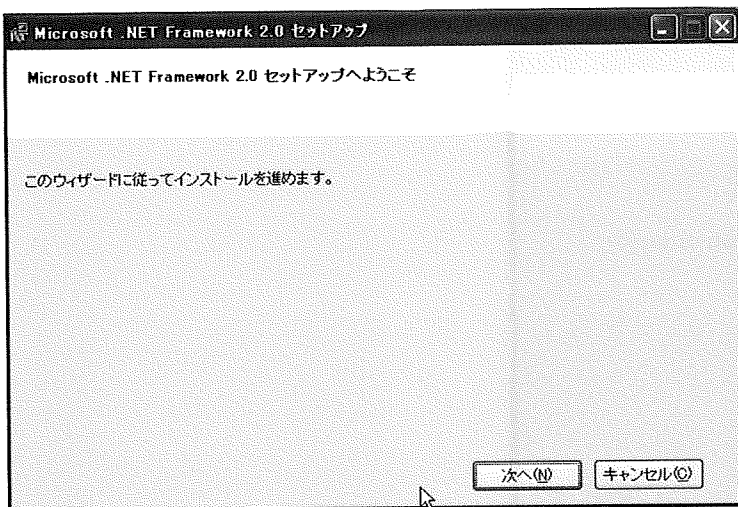 Microsoft .NET Framework 2.0 セットアップ
Microsoft .NET Framework 2.0 セットアップへようこそ
このウィザードに従ってインストールを進めます。
次へ(N)
キャンセル(C)